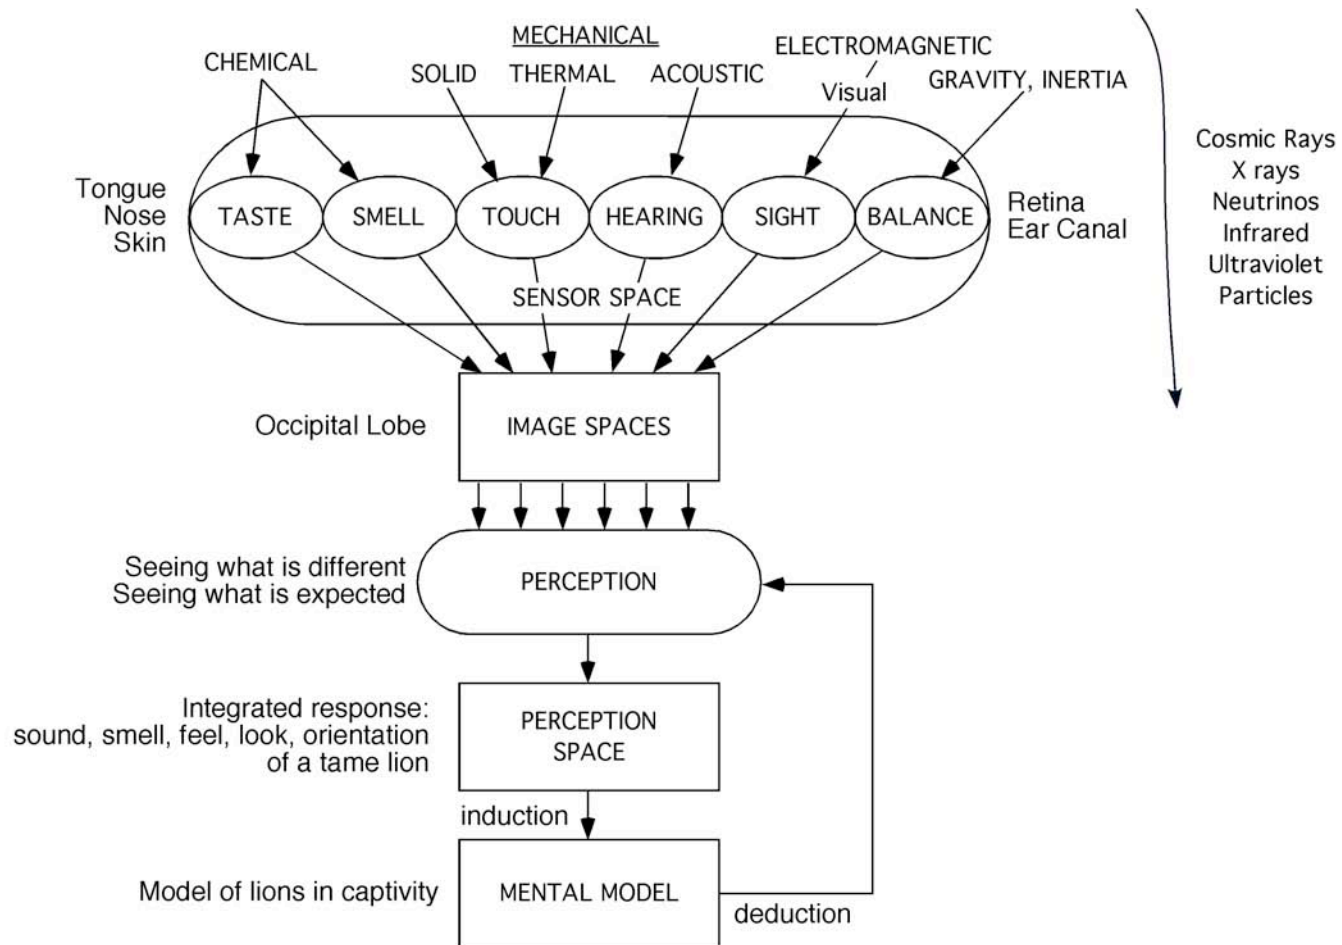 MECHANICAL
ELECTROMAGNETIC
CHEMICAL
SOLID
THERMAL
ACOUSTIC
Visual
GRAVITY, INERTIA
Cosmic Rays
X rays
Neutrinos
Infrared
Ultraviolet
Particles
Tongue
Nose
Skin
TASTE
SMELL
TOUCH
HEARING
SIGHT
BALANCE
Retina
Ear Canal
SENSOR SPACE
Occipital Lobe
IMAGE SPACES
Seeing what is different
Seeing what is expected
PERCEPTION
Integrated response:
sound, smell, feel, look, orientation
of a tame lion
PERCEPTION
SPACE
induction
Model of lions in captivity
MENTAL MODEL
deduction